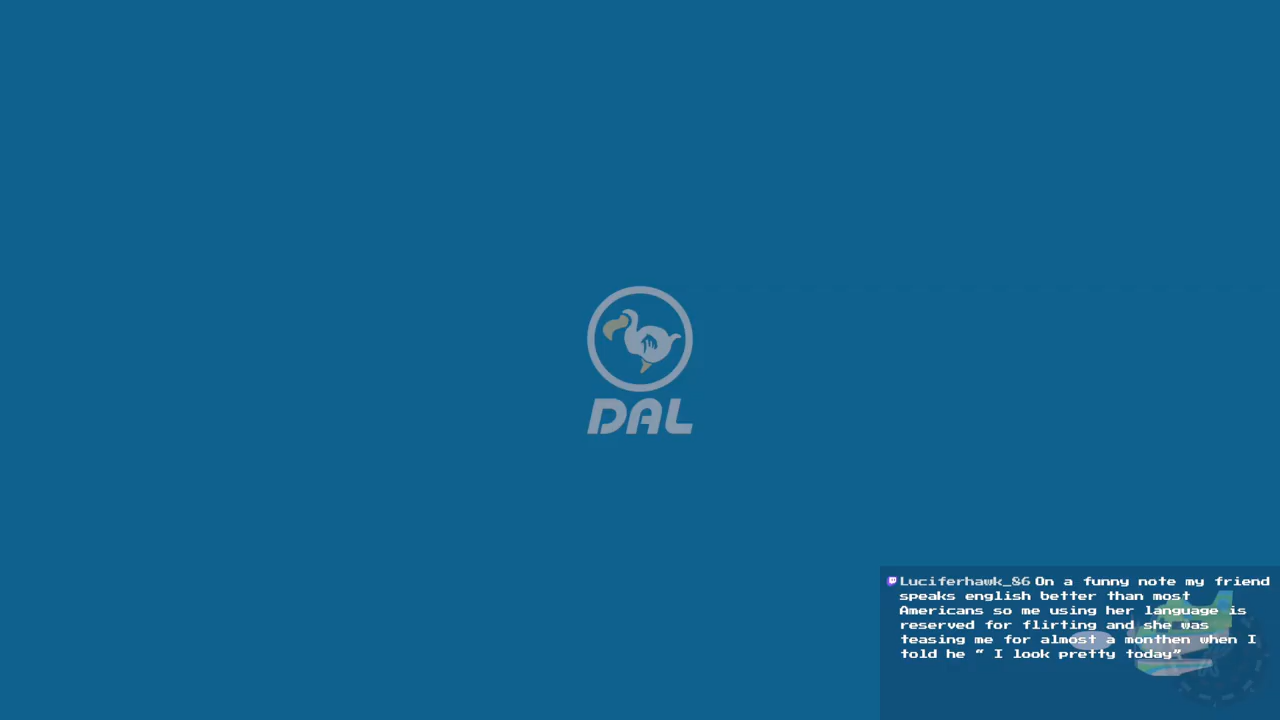 DAL
Luciferhawk_86 On a funny note my friend
speaks english better than most
Americans so me using her language is
reserved for flirting and she was
teasing me for almost a monthen when I
told he “ I look pretty today”